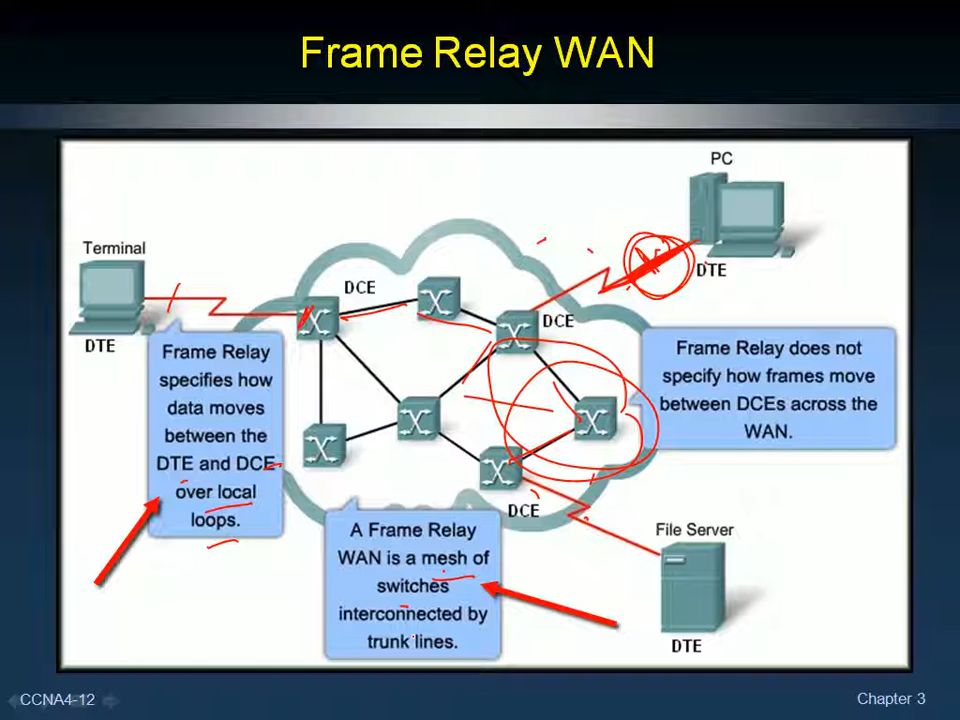 Frame Relay WAN
PC
Terminal
DCE
DTE
DCE
DTE
Frame Relay
specifies how
data moves
between the
DTE and DCE
over local
loops.
Frame Relay does not
specify how frames move
between DCEs across the
WAN.
DCE
A Frame Relay
WAN is a mesh of
switches
interconnected by
trunk lines.
File Server
DTE
CCNA4-12
Chapter 3